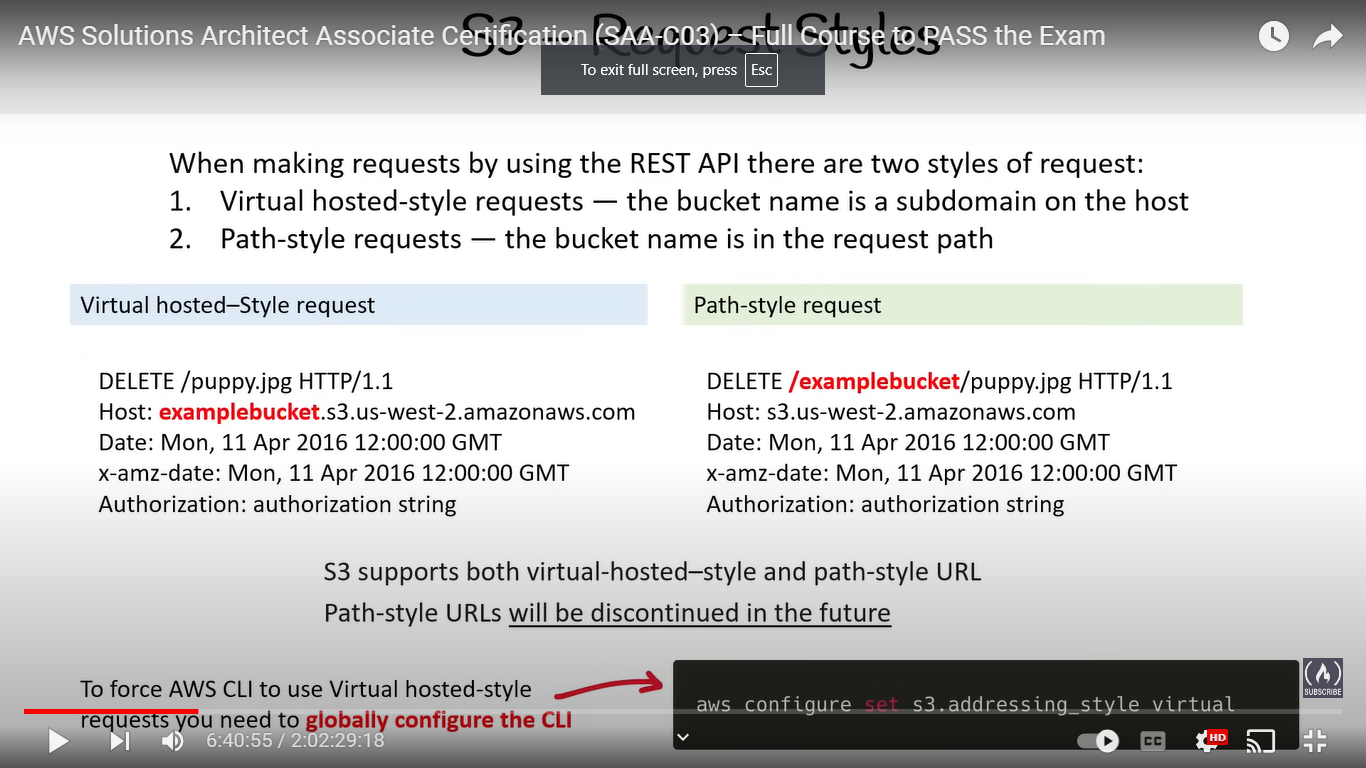 S3 – Request Styles
AWS Solutions Architect Associate Certification (SAA-C03) – Full Course to PASS the Exam
To exit full screen, press Esc
When making requests by using the REST API there are two styles of request:
1. Virtual hosted-style requests — the bucket name is a subdomain on the host
2. Path-style requests — the bucket name is in the request path
Virtual hosted–Style request
DELETE /puppy.jpg HTTP/1.1
Host: examplebucket.s3.us-west-2.amazonaws.com
Date: Mon, 11 Apr 2016 12:00:00 GMT
x-amz-date: Mon, 11 Apr 2016 12:00:00 GMT
Authorization: authorization string
Path-style request
DELETE /examplebucket/puppy.jpg HTTP/1.1
Host: s3.us-west-2.amazonaws.com
Date: Mon, 11 Apr 2016 12:00:00 GMT
x-amz-date: Mon, 11 Apr 2016 12:00:00 GMT
Authorization: authorization string
S3 supports both virtual-hosted–style and path-style URL
Path-style URLs will be discontinued in the future
To force AWS CLI to use Virtual hosted-style
requests you need to globally configure the CLI
aws configure set s3.addressing_style virtual
SUBSCRIBE
6:40:55 / 2:02:29:18
CC
HD